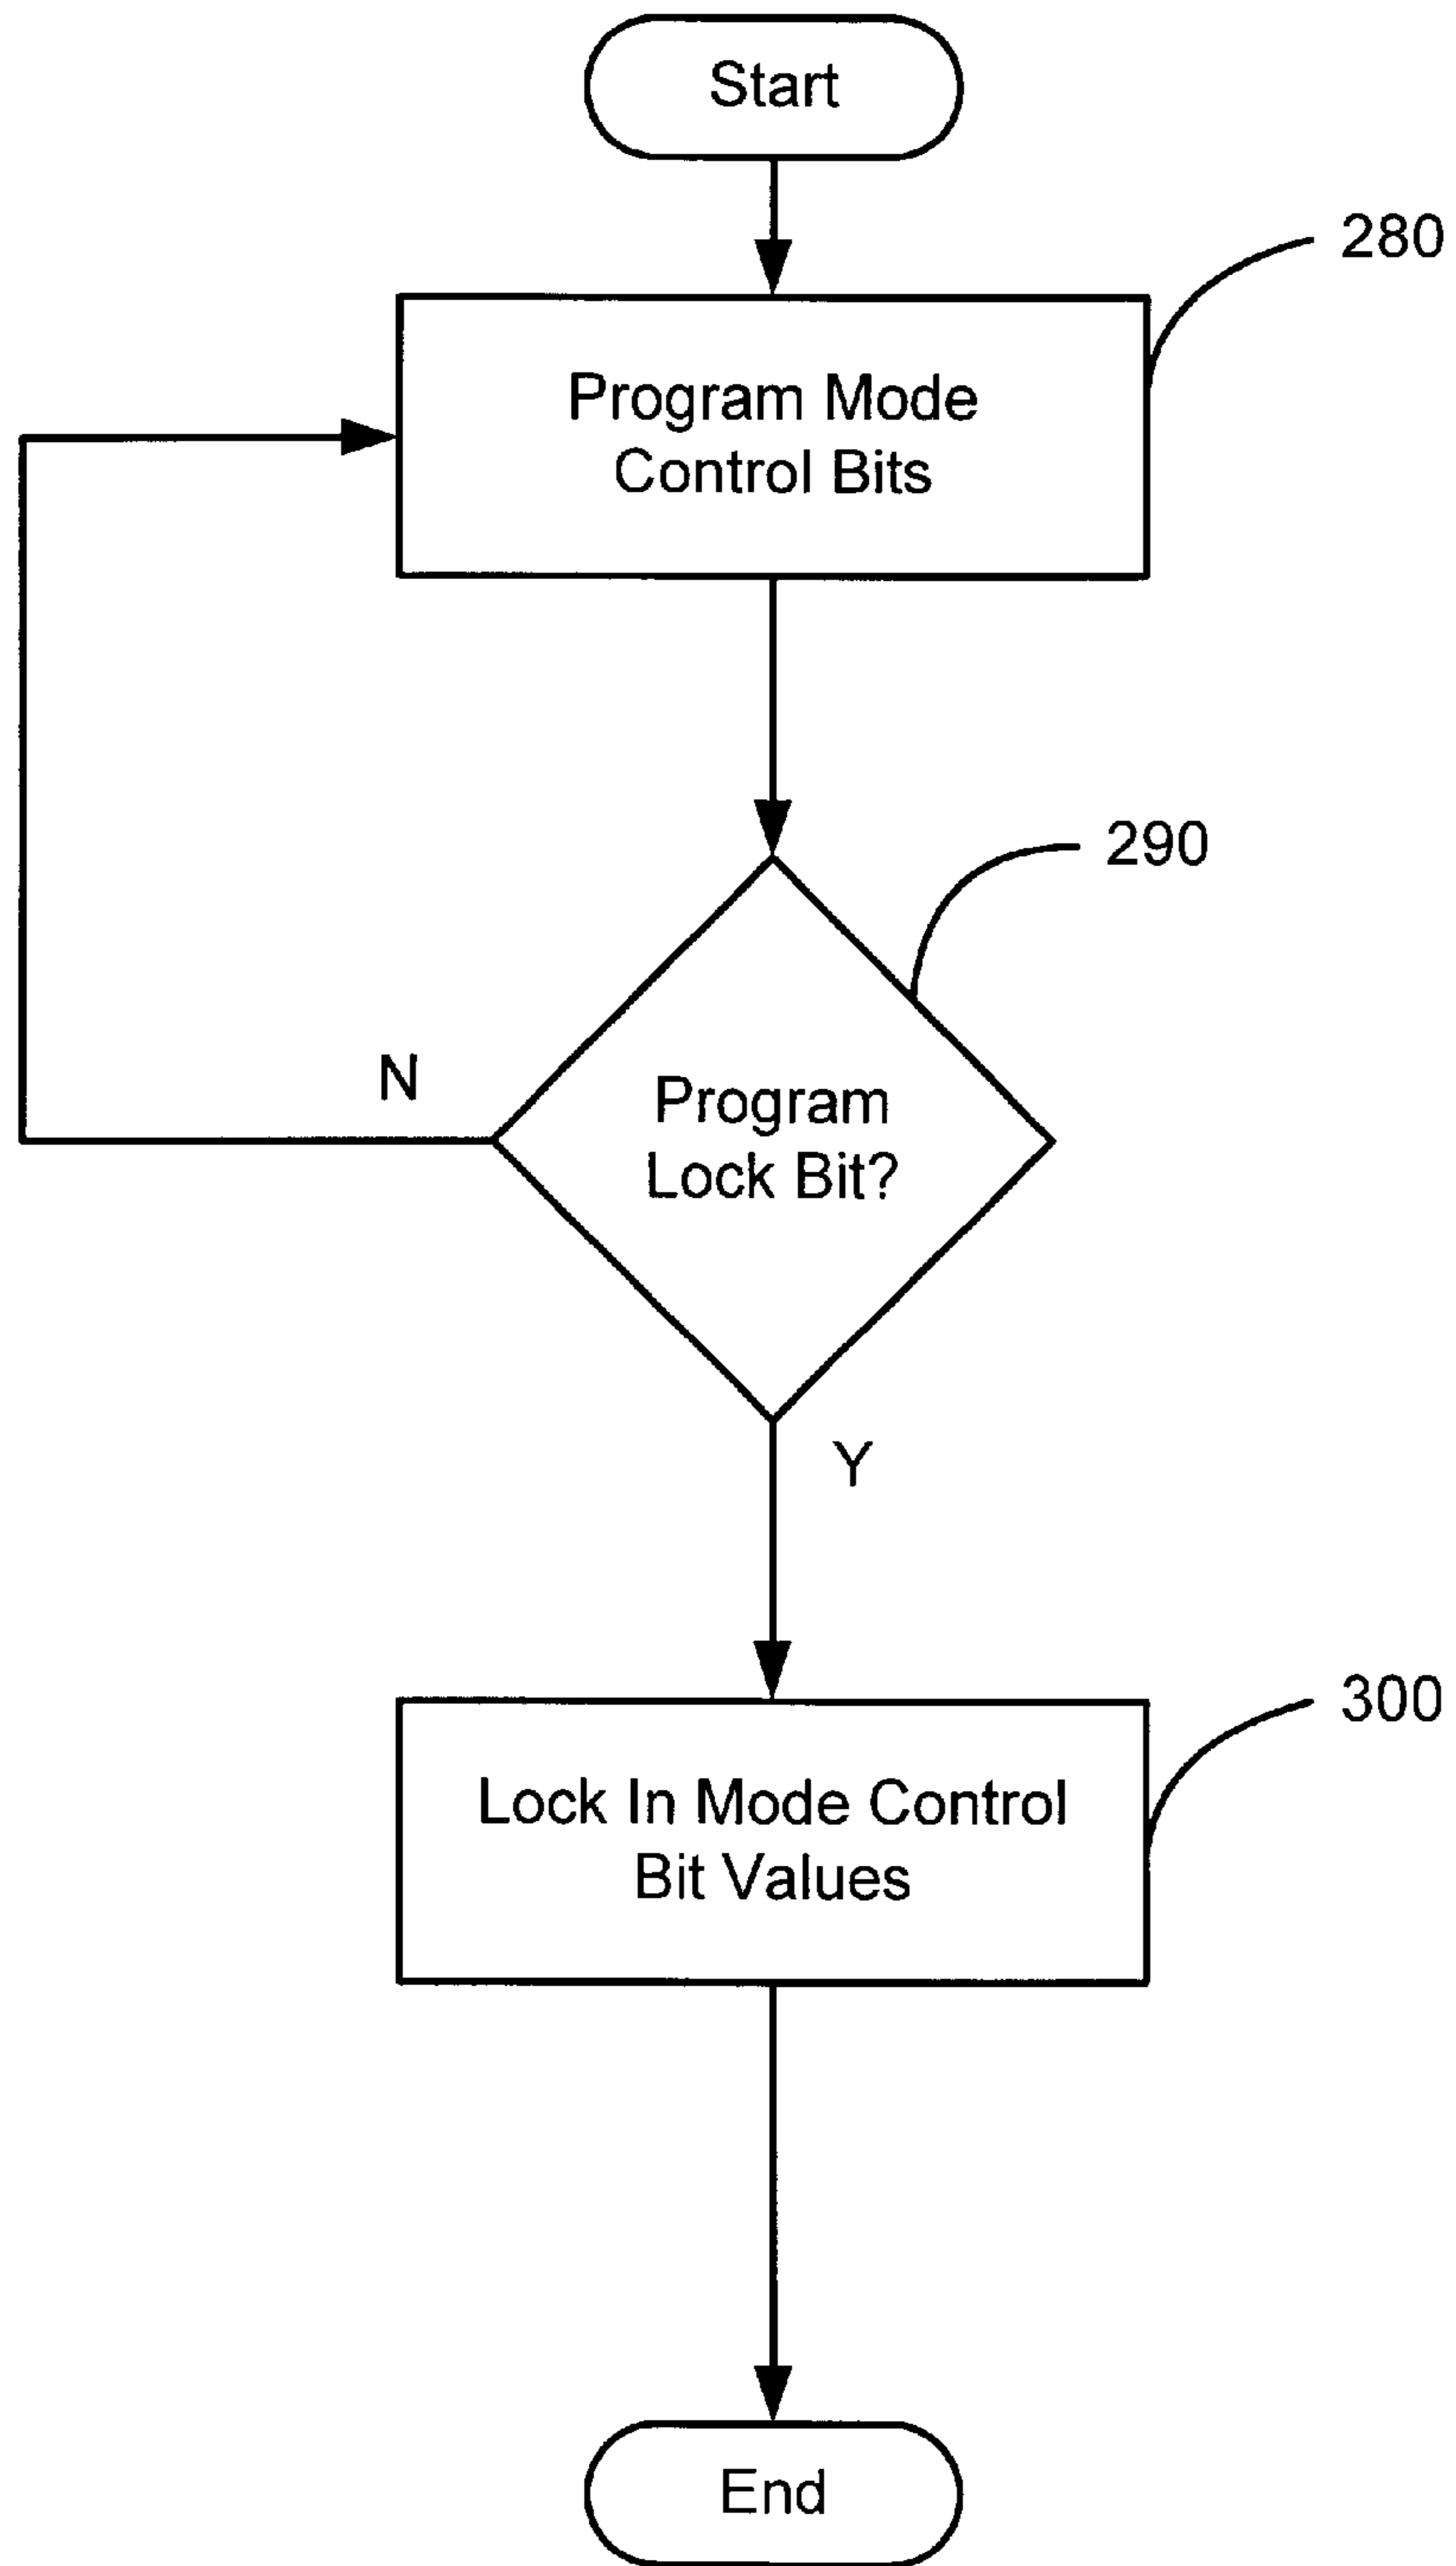 Start
280
Program Mode
Control Bits
290
N
Program
Lock Bit?
Y
300
Lock In Mode Control
Bit Values
End